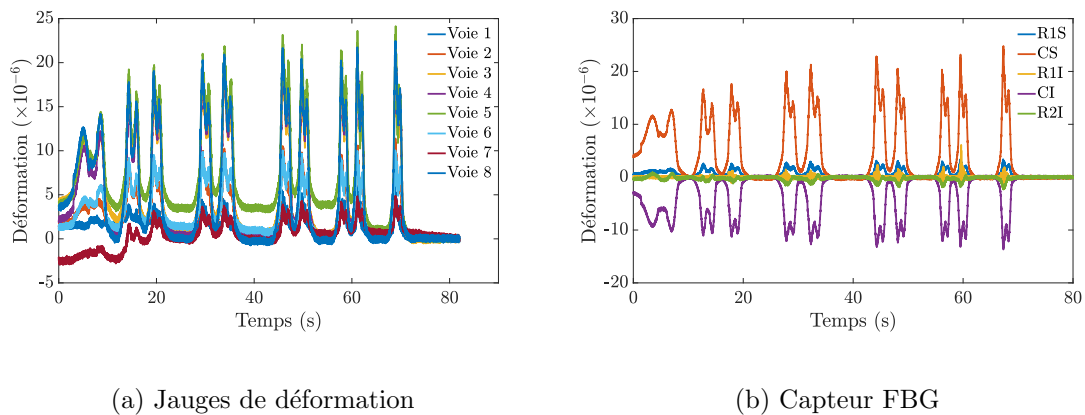 25
20
15
10
5
0
-5
0
20
40
60
80
Déformation (×10⁻⁶)
Temps (s)
Voie 1
Voie 2
Voie 3
Voie 4
Voie 5
Voie 6
Voie 7
Voie 8
(a) Jauges de déformation
30
20
10
0
-10
-20
0
20
40
60
80
Déformation (×10⁻⁶)
Temps (s)
R1S
CS
R1I
CI
R2I
(b) Capteur FBG